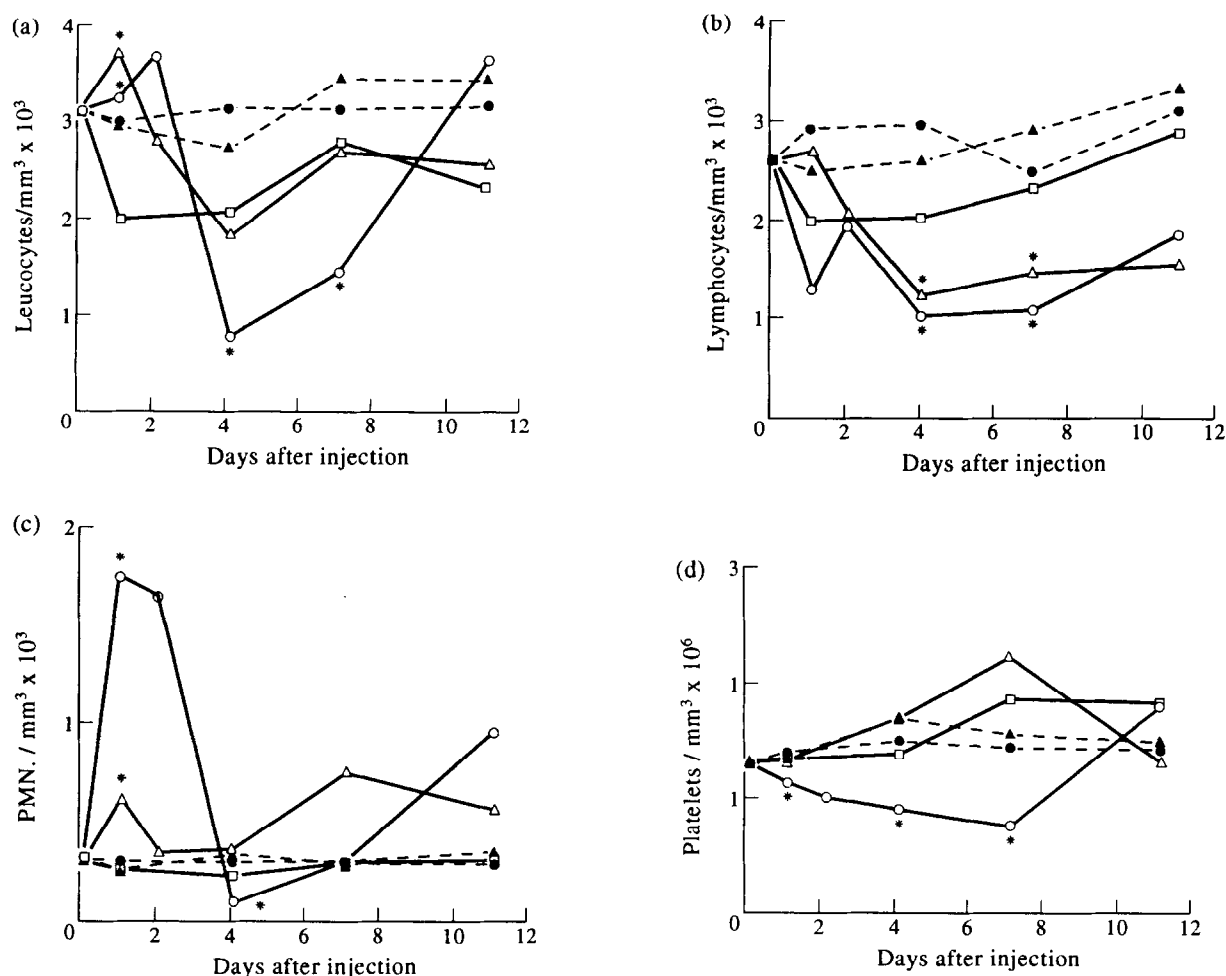 (a)
4
3
2
1
0
Leucocytes/mm³ x 10³
* * * *
0 2 4 6 8 10 12
Days after injection
(b)
4
3
2
1
0
Lymphocytes/mm³ x 10³
* * * *
2 4 6 8 10 12
Days after injection
(c)
2
1
0
PMN. / mm³ x 10³
* * *
2 4 6 8 10 12
Days after injection
(d)
3
1
1
0
Platelets / mm³ x 10⁶
* * *
2 4 6 8 10 12
Days after injection